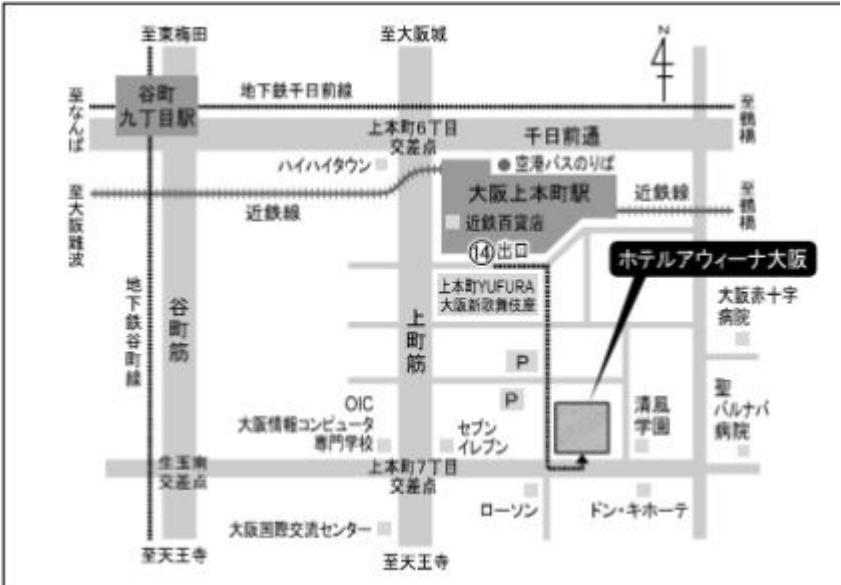 至東梅田
至大阪城
N
谷町
九丁目駅
地下鉄千日前線
至なんば
至鶴橋
上本町6丁目
交差点
千日前通
ハイハイタウン
空港バスのりば
大阪上本町駅
至大阪難波
近鉄線
近鉄百貨店
近鉄線
至鶴橋
⑭出口
ホテルアウィーナ大阪
地下鉄谷町線
谷町筋
上町筋
上本町YUFURA
大阪新歌舞伎座
大阪赤十字
病院
P
P
OIC
大阪情報コンピュータ
専門学校
セブン
イレブン
清風
学園
聖
バルナバ
病院
生玉南
交差点
上本町7丁目
交差点
ローソン
ドン・キホーテ
大阪国際交流センター
至天王寺
至天王寺